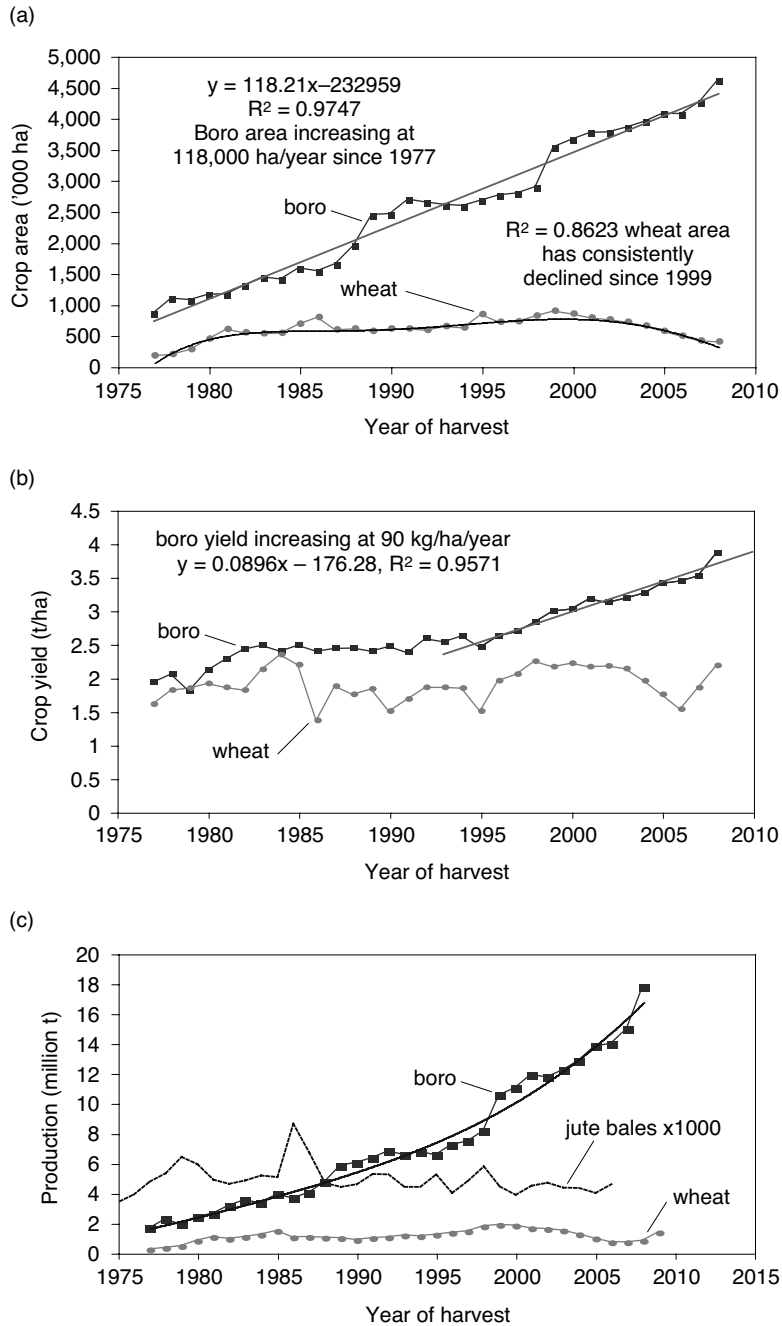 (a)
5,000
4,500
4,000
3,500
3,000
2,500
2,000
1,500
1,000
500
0
Crop area (’000 ha)
y = 118.21x–232959
R² = 0.9747
Boro area increasing at
118,000 ha/year since 1977
boro
R² = 0.8623 wheat area
has consistently
declined since 1999
wheat
1975 1980 1985 1990 1995 2000 2005 2010
Year of harvest
(b)
4.5
4
3.5
3
2.5
2
1.5
1
0.5
0
Crop yield (t/ha)
boro yield increasing at 90 kg/ha/year
y = 0.0896x – 176.28, R² = 0.9571
boro
wheat
1975 1980 1985 1990 1995 2000 2005 2010
Year of harvest
(c)
20
18
16
14
12
10
8
6
4
2
0
Production (million t)
boro
jute bales x1000
wheat
1975 1980 1985 1990 1995 2000 2005 2010 2015
Year of harvest